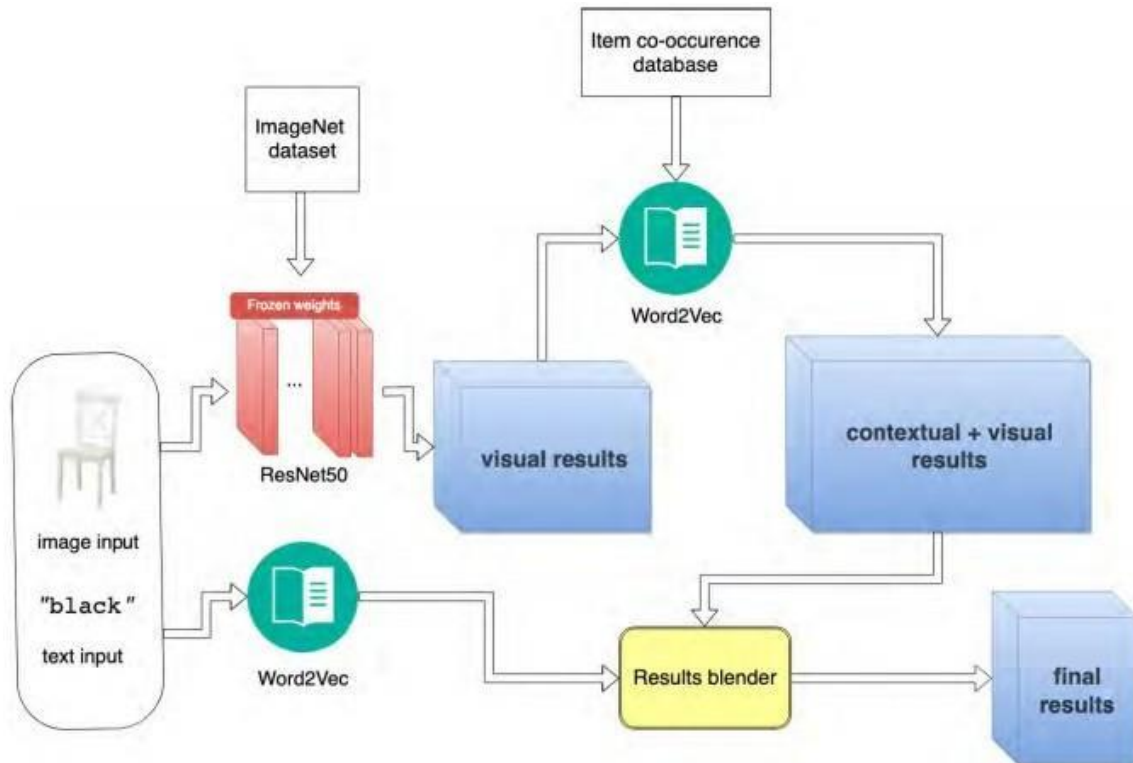 Item co-occurence
database
ImageNet
dataset
Frozen weights
...
ResNet50
Word2Vec
visual results
contextual + visual
results
image input
"black"
text input
Word2Vec
Results blender
final
results